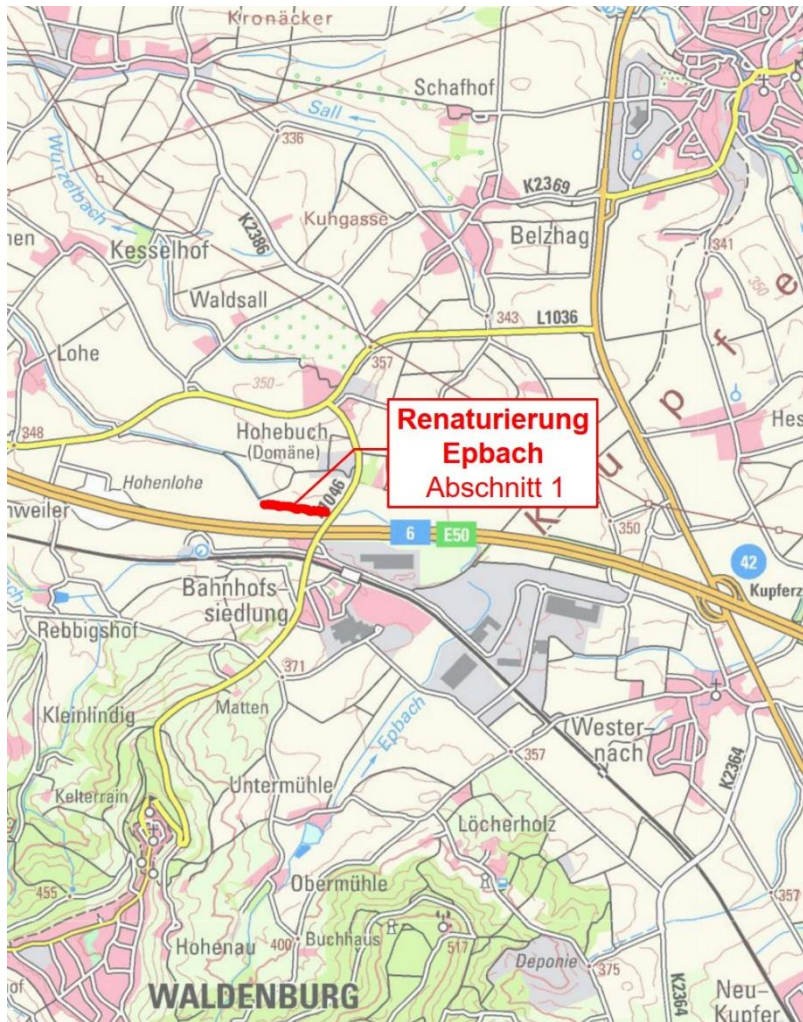 Kronäcker
Schafhof
Sall
336
Wurzelbach
K2369
Kuhgasse
K2386
Belzhag
341
Kesselhof
350
Waldsall
343
L1036
Lohe
357
350
348
Hohebuch
(Domäne)
Renaturierung
Epbach
Abschnitt 1
Kupfe
Hes
Hohenlohe
1046
nweiler
350
6
E50
42
Kupferz
Bahnhofs
siedlung
Rebbigshof
371
Matten
Kleinlindig
Epbach
Wester-
nach
357
K2364
Untermühle
Kelterrain
Löcherholz
455
Obermühle
357
Hohenau
400
Buchhaus
517
Deponie
375
WALDENBURG
K2364
Neu-
Kupfer